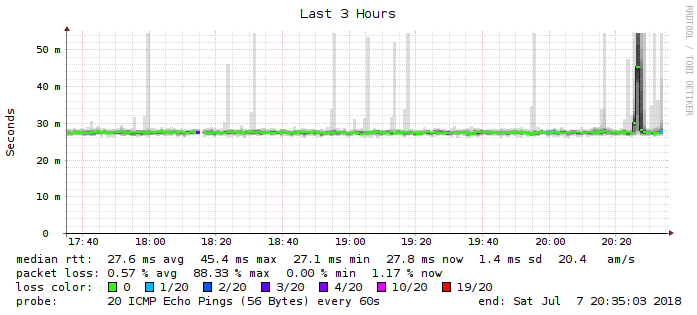 Last 3 Hours
RRDTOOL / TOBI OETIKER
Seconds
50 m
40 m
30 m
20 m
10 m
0
17:40 18:00 18:20 18:40 19:00 19:20 19:40 20:00 20:20
median rtt: 27.6 ms avg 45.4 ms max 27.1 ms min 27.8 ms now 1.4 ms sd 20.4 am/s
packet loss: 0.57 % avg 88.33 % max 0.00 % min 1.17 % now
loss color: 0 1/20 2/20 3/20 4/20 10/20 19/20
probe: 20 ICMP Echo Pings (56 Bytes) every 60s end: Sat Jul 7 20:35:03 2018